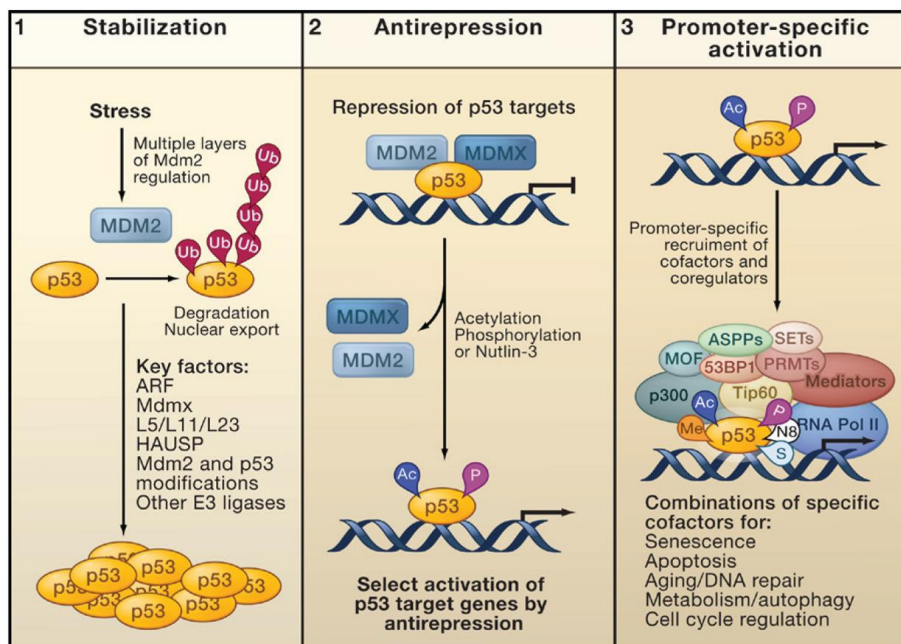 1 Stabilization
Stress
Multiple layers
of Mdm2
regulation
MDM2
Ub
Ub
Ub
Ub
Ub
Ub
p53
p53
Degradation
Nuclear export
Key factors:
ARF
Mdmx
L5/L11/L23
HAUSP
Mdm2 and p53
modifications
Other E3 ligases
p53
p53
p53
p53
p53
p53
p53
p53
p53
p53
2 Antirepression
Repression of p53 targets
MDM2 MDMX
p53
MDMX
MDM2
Acetylation
Phosphorylation
or Nutlin-3
Ac P
p53
Select activation of
p53 target genes by
antirepression
3 Promoter-specific
activation
Ac P
p53
Promoter-specific
recruiment of
cofactors and
coregulators
ASPPs SETs
MOF 53BP1 PRMTs
p300 Tip60 Mediators
Ac P
Me p53 N8 RNA Pol II
S
Combinations of specific
cofactors for:
Senescence
Apoptosis
Aging/DNA repair
Metabolism/autophagy
Cell cycle regulation